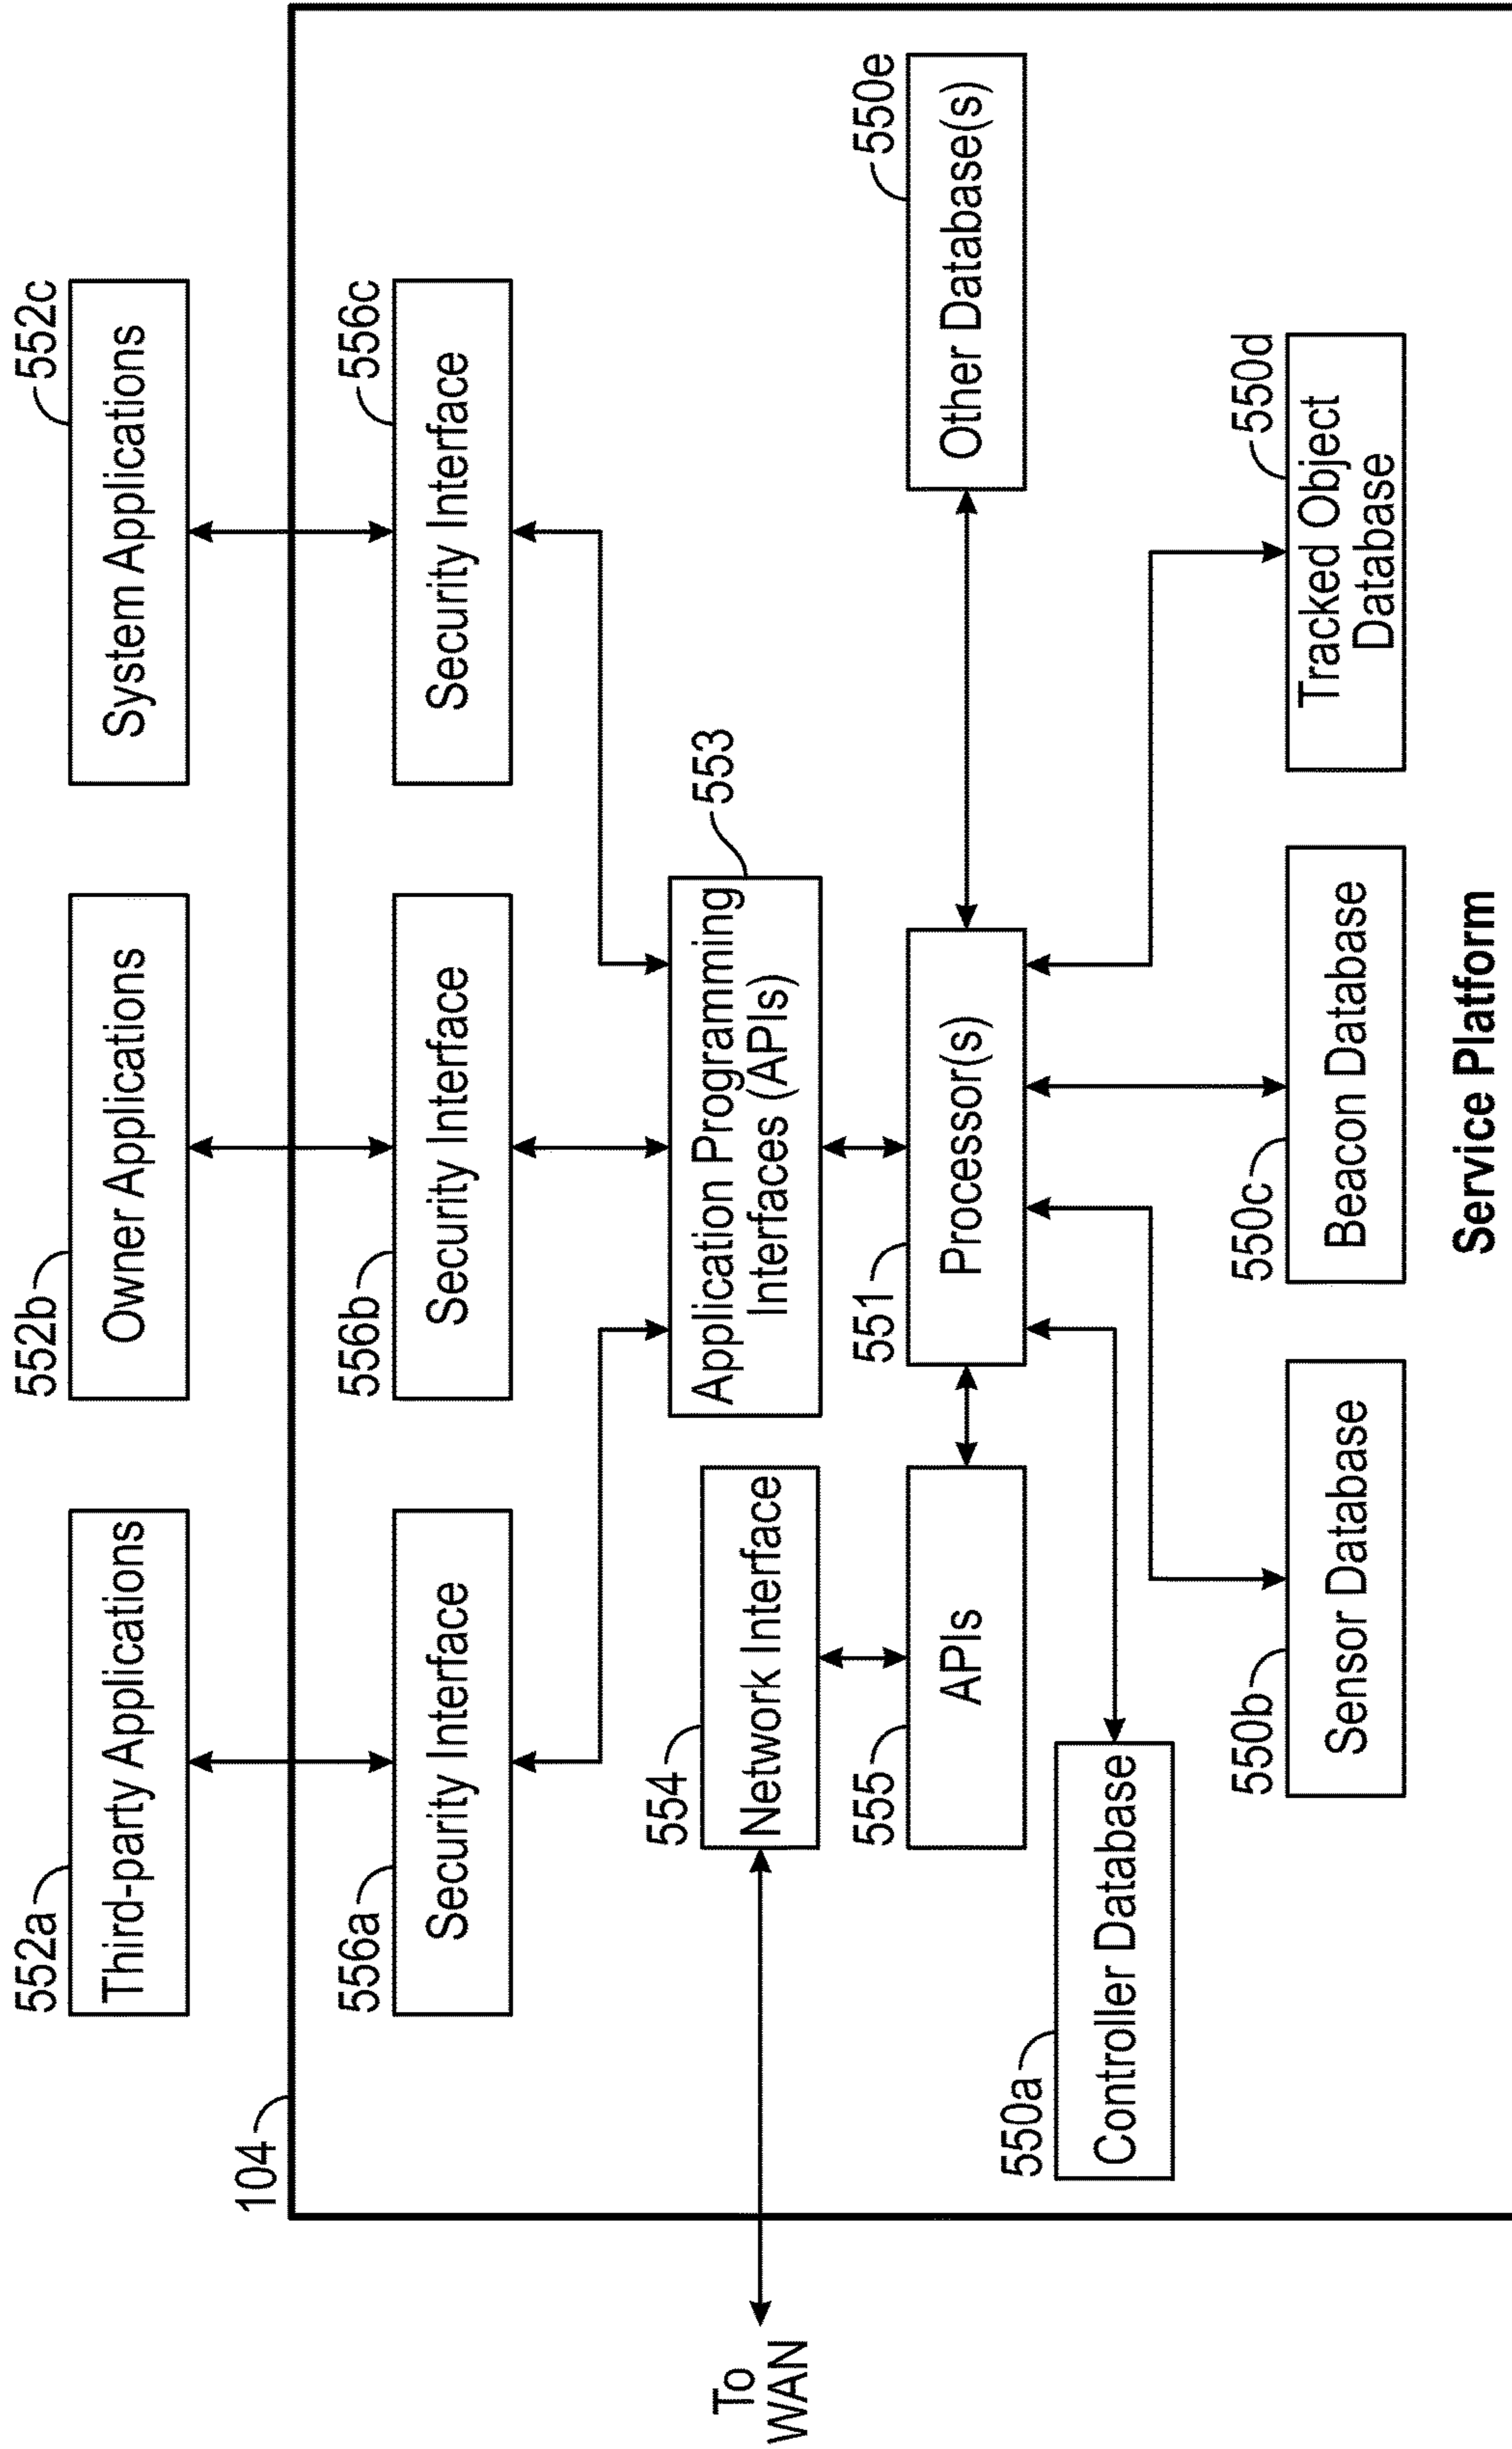 552a
Third-party Applications
552b
Owner Applications
552c
System Applications
104
556a
Security Interface
556b
Security Interface
556c
Security Interface
553
Application Programming
Interfaces (APIs)
554
Network Interface
To
WAN
555
APIs
551
Processor(s)
550e
Other Database(s)
550a
Controller Database
550b
Sensor Database
550c
Beacon Database
550d
Tracked Object
Database
Service Platform